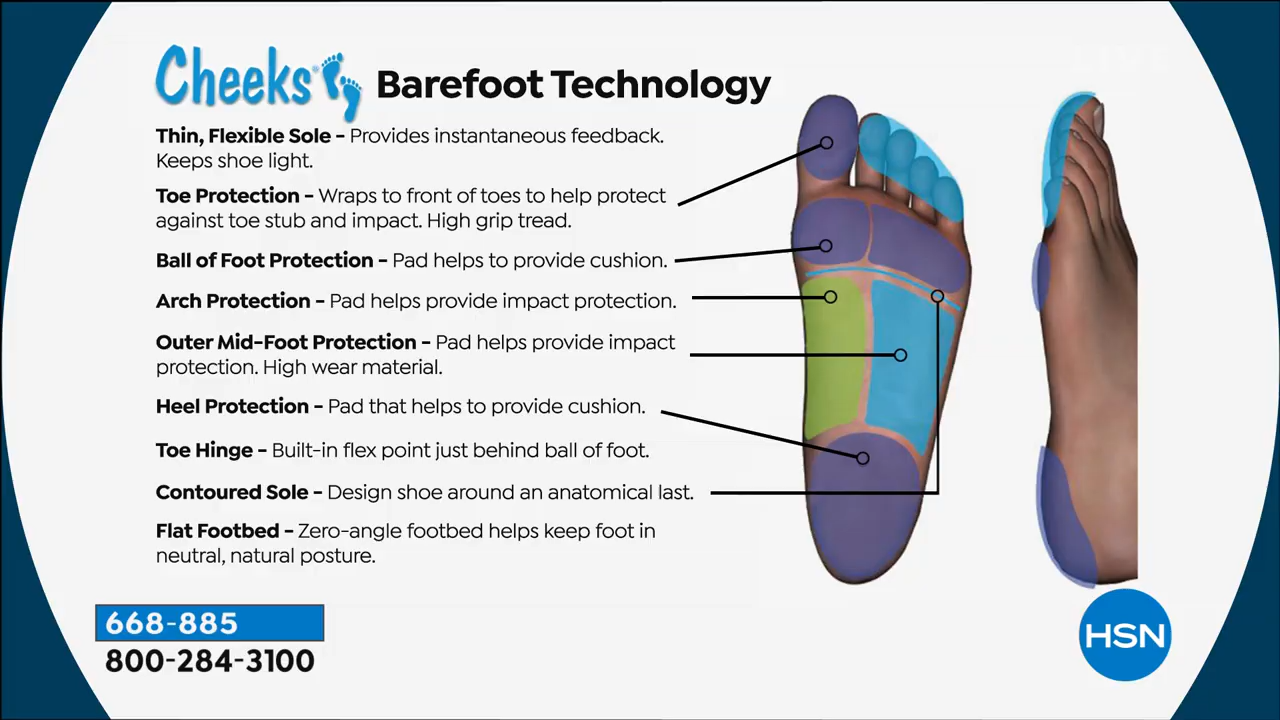 Cheeks® Barefoot Technology
Thin, Flexible Sole – Provides instantaneous feedback.
Keeps shoe light.
Toe Protection – Wraps to front of toes to help protect
against toe stub and impact. High grip tread.
Ball of Foot Protection – Pad helps to provide cushion.
Arch Protection – Pad helps provide impact protection.
Outer Mid-Foot Protection – Pad helps provide impact
protection. High wear material.
Heel Protection – Pad that helps to provide cushion.
Toe Hinge – Built-in flex point just behind ball of foot.
Contoured Sole – Design shoe around an anatomical last.
Flat Footbed – Zero-angle footbed helps keep foot in
neutral, natural posture.
668-885
800-284-3100
HSN